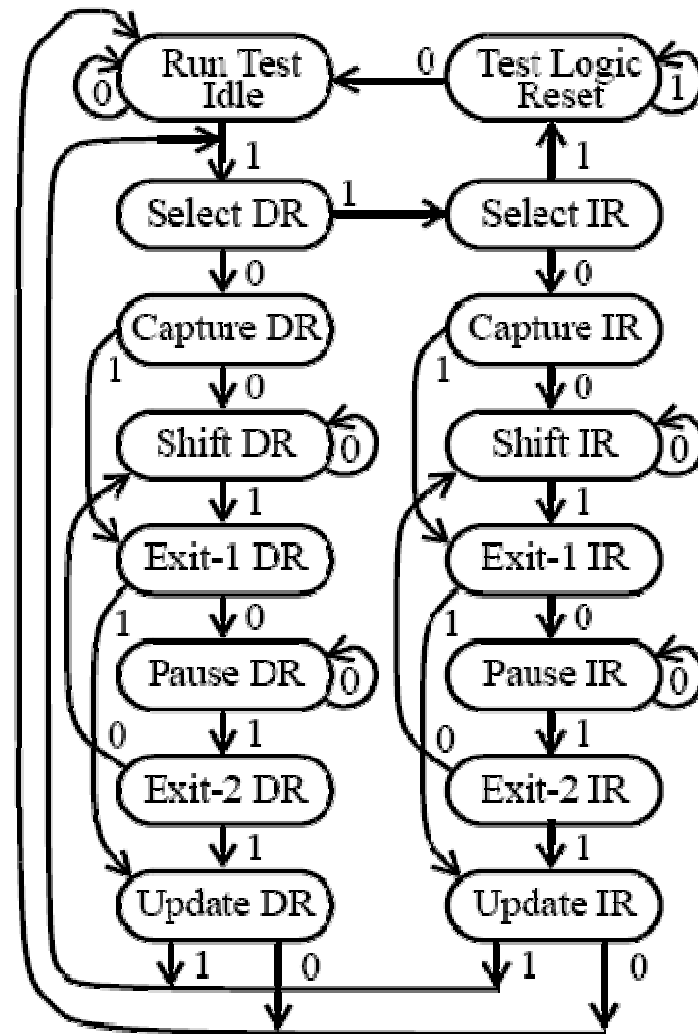 Run Test
Idle
0
0
Test Logic
Reset
1
1
1
Select DR
1
Select IR
0
0
Capture DR
Capture IR
1
0
1
0
Shift DR
0
Shift IR
0
1
1
Exit-1 DR
Exit-1 IR
1
0
1
0
Pause DR
0
Pause IR
0
0
1
0
1
Exit-2 DR
Exit-2 IR
1
1
Update DR
Update IR
1
0
1
0